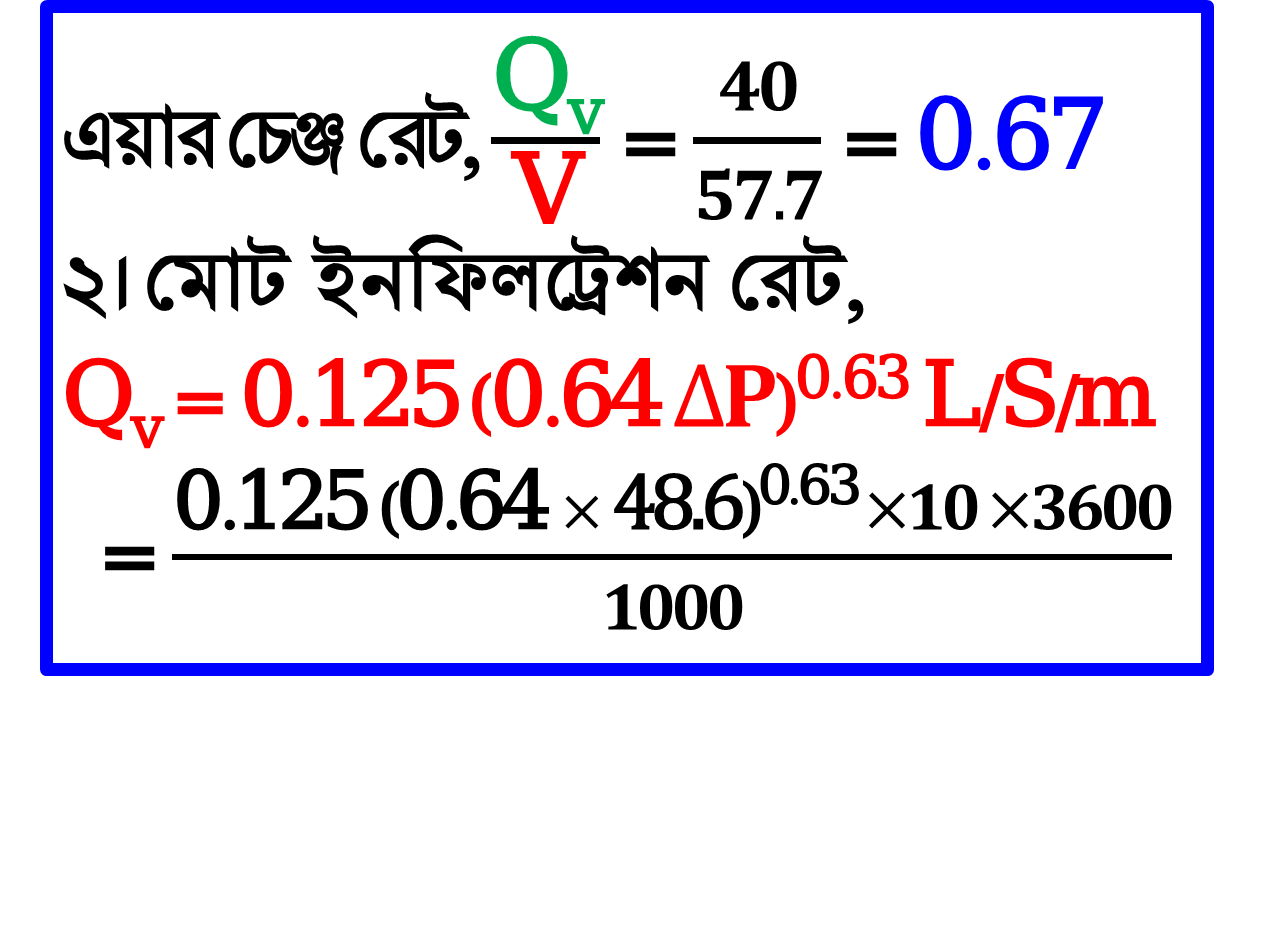 এয়ার চেঞ্জ রেট, Qv/V = 40/57.7 = 0.67
২। মোট ইনফিলট্রেশন রেট,
Qv = 0.125 (0.64 ΔP)^0.63 L/S/m
= 0.125 (0.64 × 48.6)^0.63 ×10 ×3600 / 1000